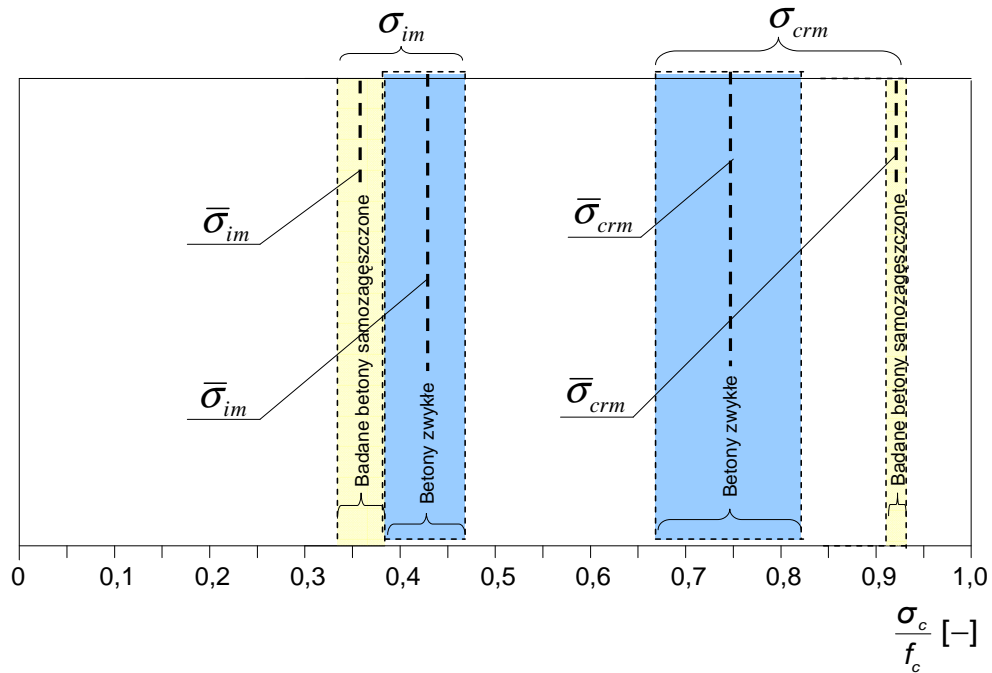 σim
σcrm
σ̅im
σ̅crm
σ̅im
σ̅crm
Badane betony samozagęszczone
Betony zwykłe
Betony zwykłe
Badane betony samozagęszczone
0 0,1 0,2 0,3 0,4 0,5 0,6 0,7 0,8 0,9 1,0
σc
fc [–]